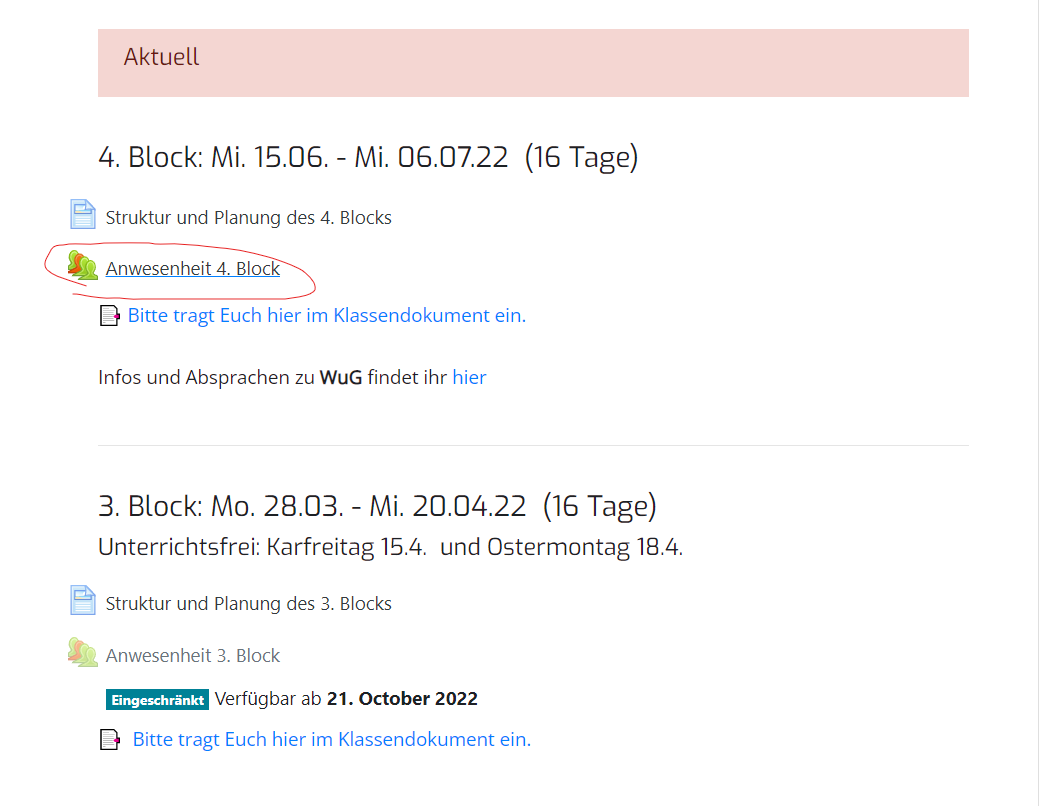 Aktuell
4. Block: Mi. 15.06. - Mi. 06.07.22 (16 Tage)
Struktur und Planung des 4. Blocks
Anwesenheit 4. Block
Bitte tragt Euch hier im Klassendokument ein.
Infos und Absprachen zu WuG findet ihr hier
3. Block: Mo. 28.03. - Mi. 20.04.22 (16 Tage)
Unterrichtsfrei: Karfreitag 15.4. und Ostermontag 18.4.
Struktur und Planung des 3. Blocks
Anwesenheit 3. Block
Eingeschränkt Verfügbar ab 21. October 2022
Bitte tragt Euch hier im Klassendokument ein.